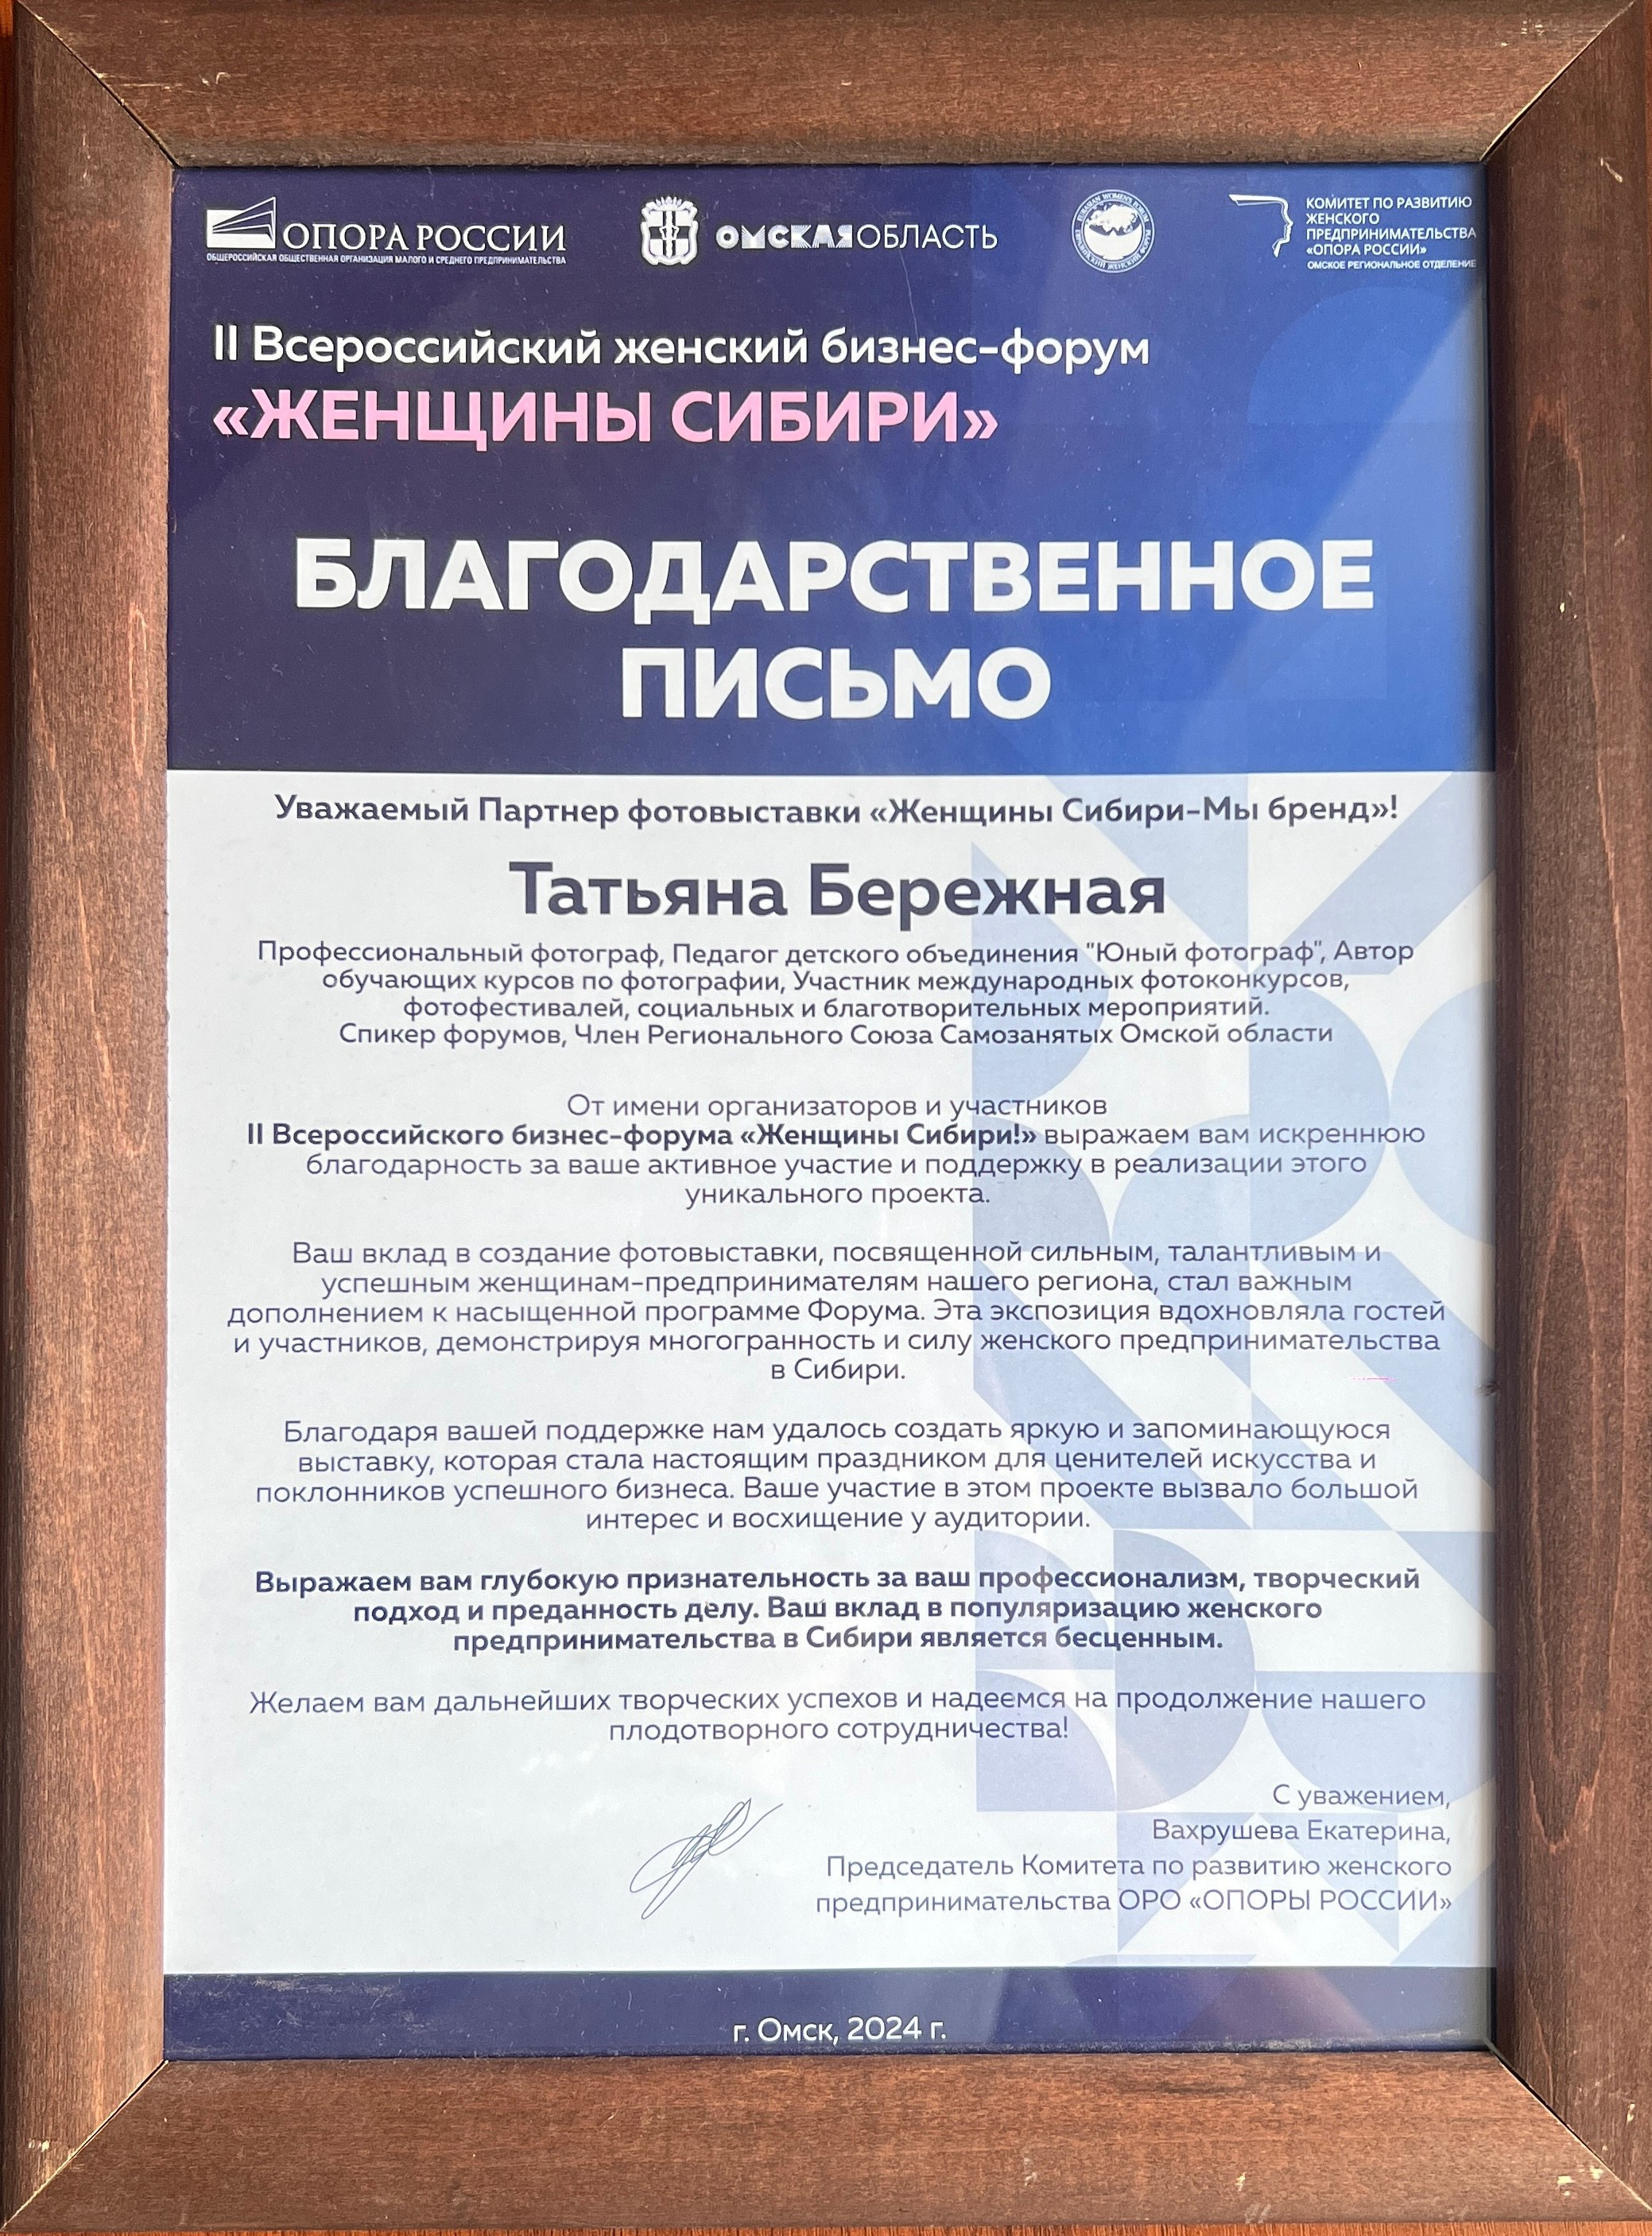 ОПОРА РОССИИ
ОБЩЕРОССИЙСКАЯ ОБЩЕСТВЕННАЯ ОРГАНИЗАЦИЯ МАЛОГО И СРЕДНЕГО ПРЕДПРИНИМАТЕЛЬСТВА
ОМСКАЯ ОБЛАСТЬ
EURASIAN WOMEN'S FORUM
ЕВРАЗИЙСКИЙ ЖЕНСКИЙ ФОРУМ
КОМИТЕТ ПО РАЗВИТИЮ
ЖЕНСКОГО
ПРЕДПРИНИМАТЕЛЬСТВА
«ОПОРА РОССИИ»
ОМСКОЕ РЕГИОНАЛЬНОЕ ОТДЕЛЕНИЕ
II Всероссийский женский бизнес-форум
«ЖЕНЩИНЫ СИБИРИ»
БЛАГОДАРСТВЕННОЕ
ПИСЬМО
Уважаемый Партнер фотовыставки «Женщины Сибири-Мы бренд»!
Татьяна Бережная
Профессиональный фотограф, Педагог детского объединения "Юный фотограф", Автор
обучающих курсов по фотографии, Участник международных фотоконкурсов,
фотофестивалей, социальных и благотворительных мероприятий.
Спикер форумов, Член Регионального Союза Самозанятых Омской области
От имени организаторов и участников
II Всероссийского бизнес-форума «Женщины Сибири!» выражаем вам искреннюю
благодарность за ваше активное участие и поддержку в реализации этого
уникального проекта.
Ваш вклад в создание фотовыставки, посвященной сильным, талантливым и
успешным женщинам-предпринимателям нашего региона, стал важным
дополнением к насыщенной программе Форума. Эта экспозиция вдохновляла гостей
и участников, демонстрируя многогранность и силу женского предпринимательства
в Сибири.
Благодаря вашей поддержке нам удалось создать яркую и запоминающуюся
выставку, которая стала настоящим праздником для ценителей искусства и
поклонников успешного бизнеса. Ваше участие в этом проекте вызвало большой
интерес и восхищение у аудитории.
Выражаем вам глубокую признательность за ваш профессионализм, творческий
подход и преданность делу. Ваш вклад в популяризацию женского
предпринимательства в Сибири является бесценным.
Желаем вам дальнейших творческих успехов и надеемся на продолжение нашего
плодотворного сотрудничества!
С уважением,
Вахрушева Екатерина,
Председатель Комитета по развитию женского
предпринимательства ОРО «ОПОРЫ РОССИИ»
г. Омск, 2024 г.